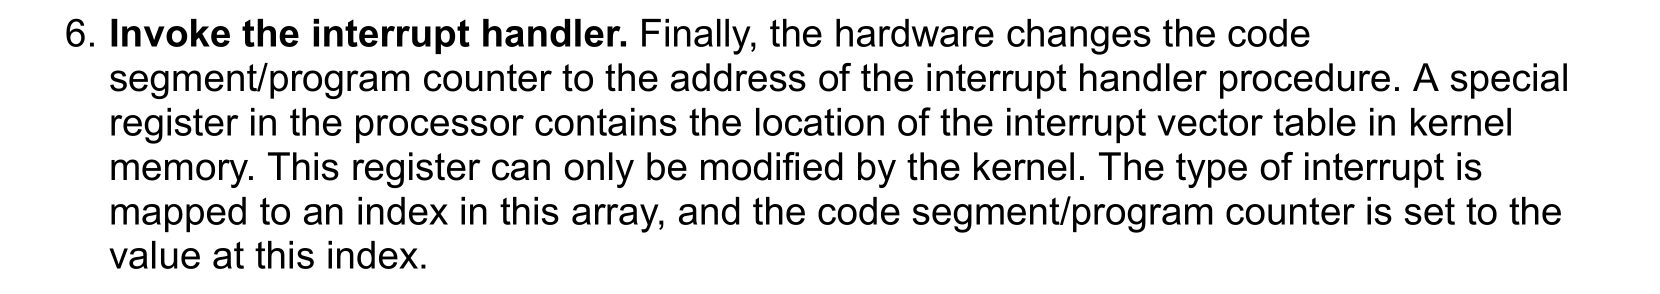 6. Invoke the interrupt handler. Finally, the hardware changes the code
segment/program counter to the address of the interrupt handler procedure. A special
register in the processor contains the location of the interrupt vector table in kernel
memory. This register can only be modified by the kernel. The type of interrupt is
mapped to an index in this array, and the code segment/program counter is set to the
value at this index.